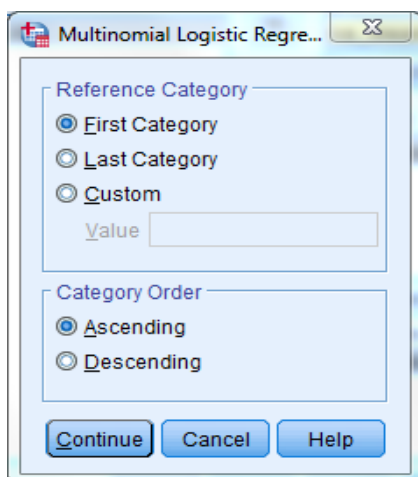 Multinomial Logistic Regre...
Reference Category
First Category
Last Category
Custom
Value
Category Order
Ascending
Descending
Continue Cancel Help